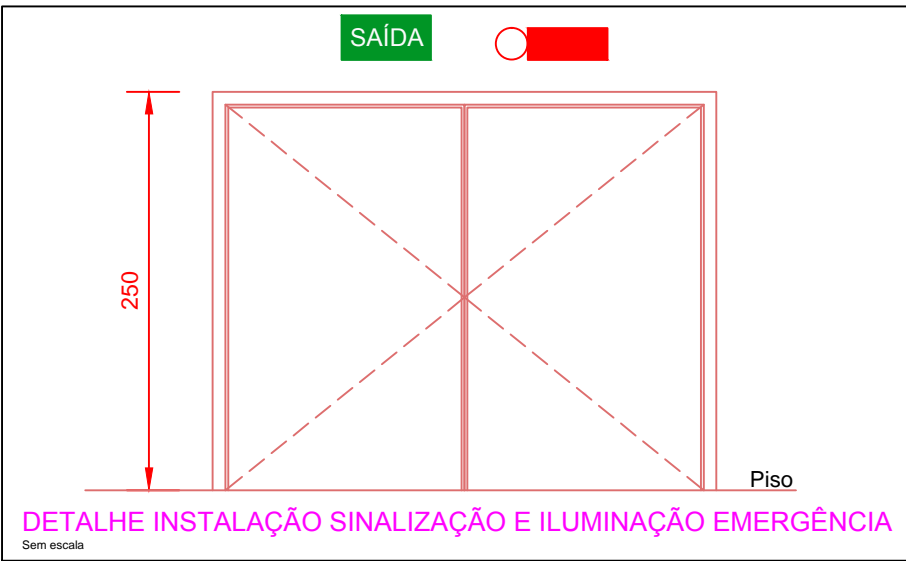 SAÍDA
250
Piso
DETALHE INSTALAÇÃO SINALIZAÇÃO E ILUMINAÇÃO EMERGÊNCIA
Sem escala